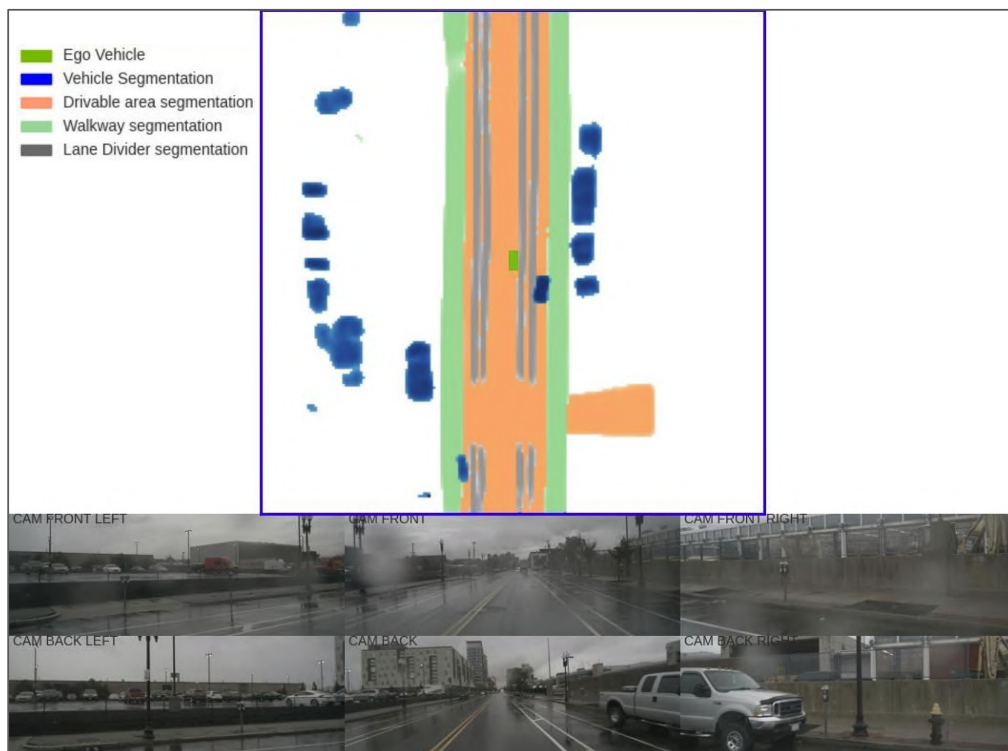 Ego Vehicle
Vehicle Segmentation
Drivable area segmentation
Walkway segmentation
Lane Divider segmentation
CAM FRONT LEFT
CAM FRONT
CAM FRONT RIGHT
CAM BACK LEFT
CAM BACK
CAM BACK RIGHT